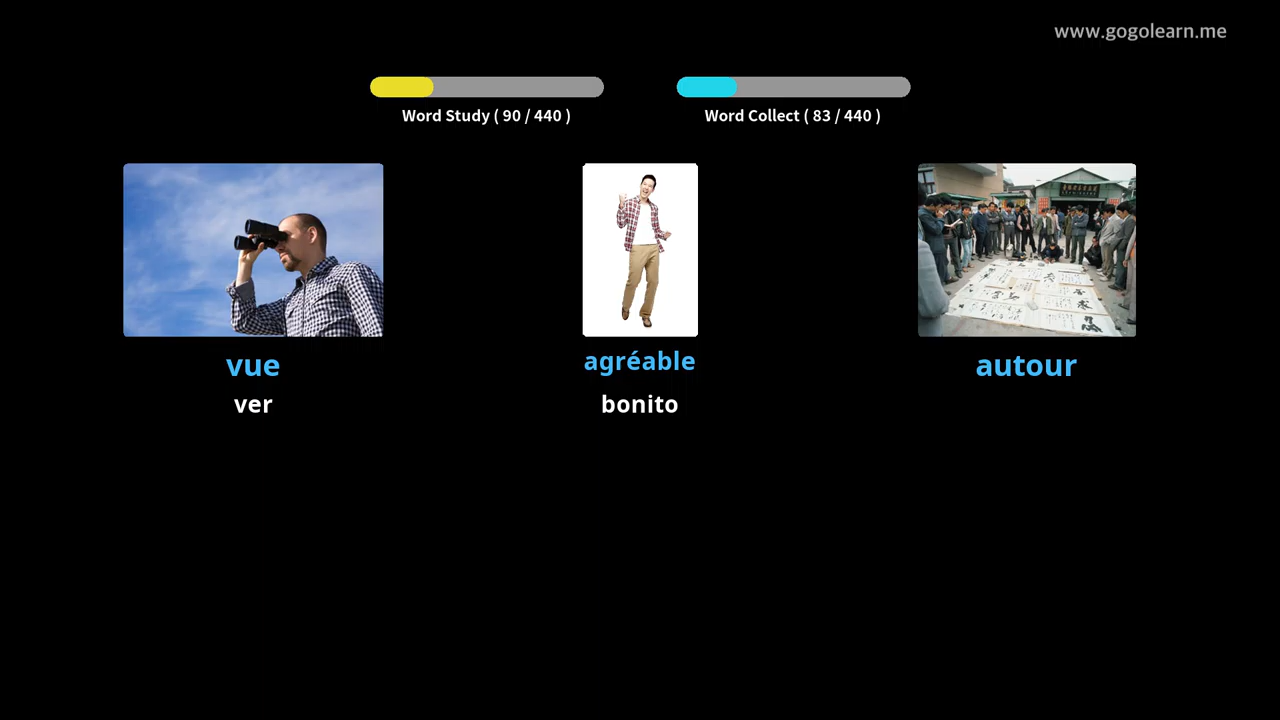 www.gogolearn.me
Word Study ( 90 / 440 )
Word Collect ( 83 / 440 )
vue
ver
agréable
bonito
autour